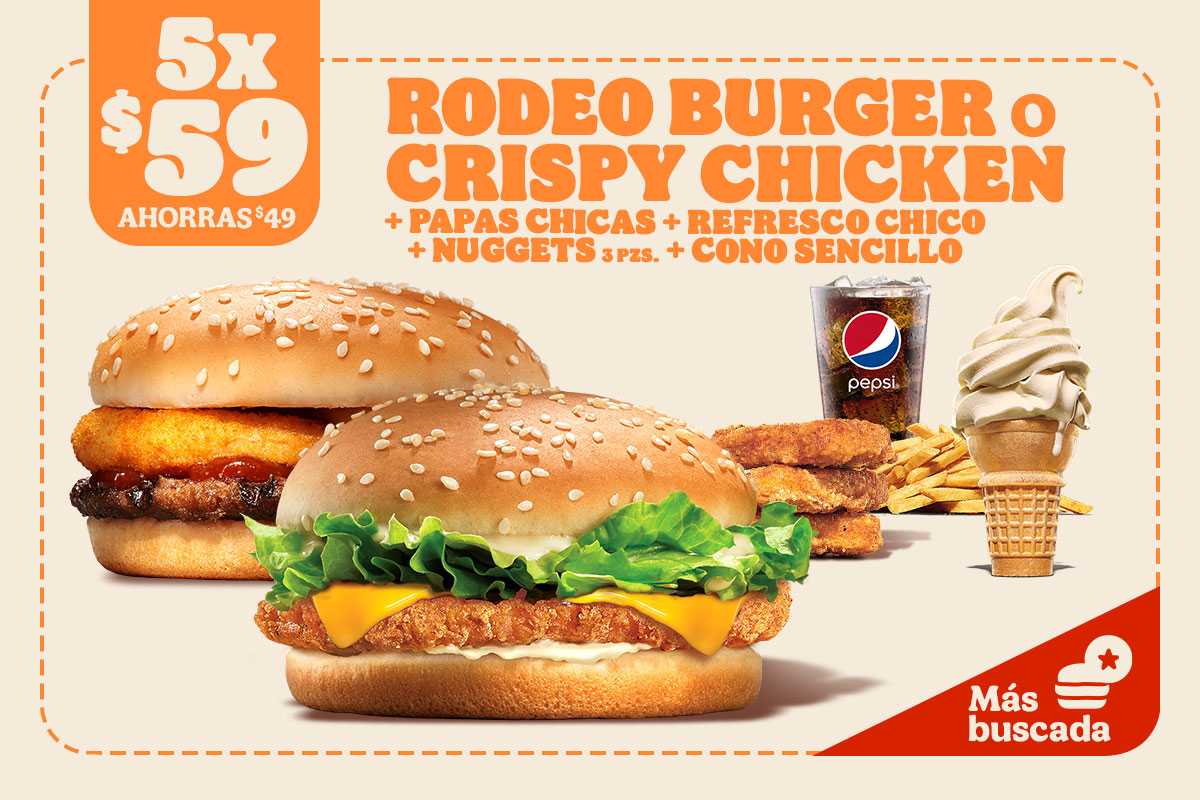 5x
$59
AHORRAS $49
RODEO BURGER O
CRISPY CHICKEN
+ PAPAS CHICAS + REFRESCO CHICO
+ NUGGETS 3 PZS. + CONO SENCILLO
pepsi
Más
buscada